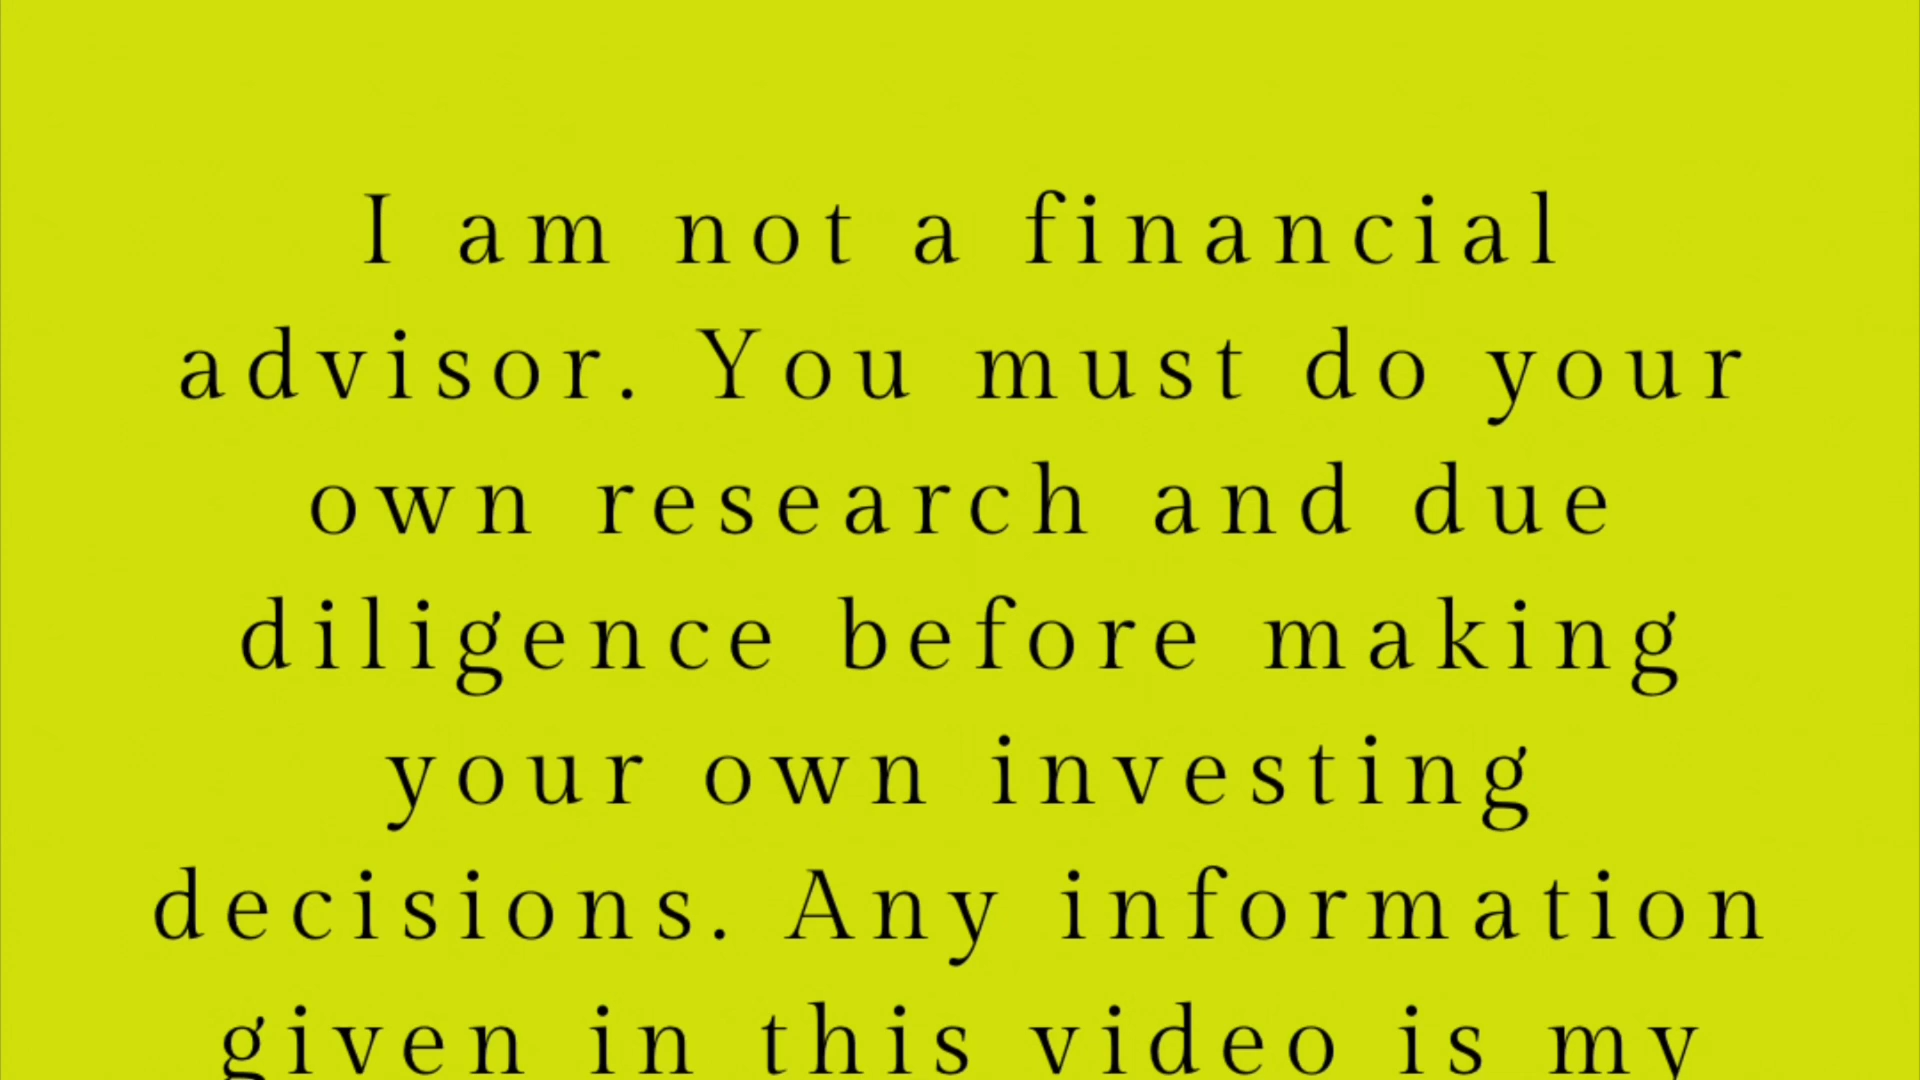 I am not a financial
advisor. You must do your
own research and due
diligence before making
your own investing
decisions. Any information
given in this video is my